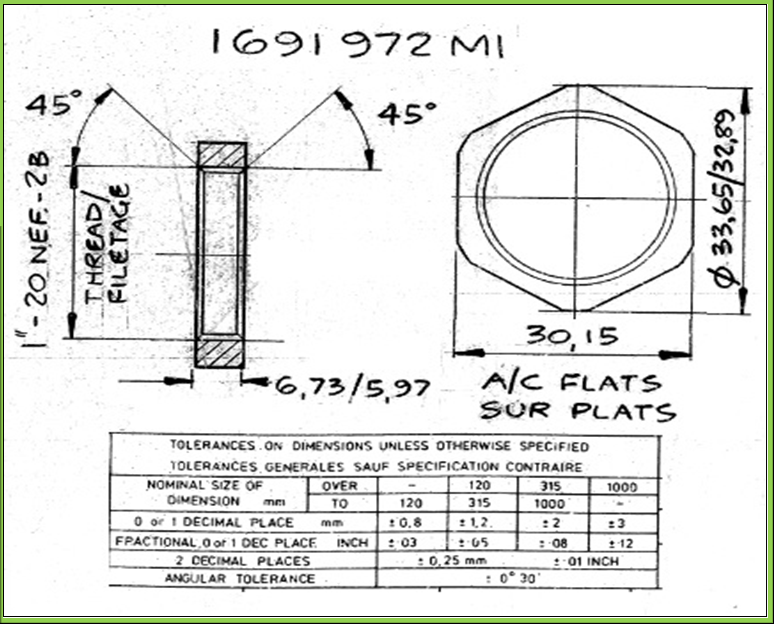 1691 972 M1
45°
45°
1" - 20 NEF. - 2B
THREAD/
FILETAGE
Φ 33,65/32,89
30,15
6,73/5,97
A/C FLATS
SUR PLATS
TOLERANCES ON DIMENSIONS UNLESS OTHERWISE SPECIFIED
TOLERANCES GENERALES SAUF SPECIFICATION CONTRAIRE
NOMINAL SIZE OF DIMENSION mm OVER - 120 315 1000
TO 120 315 1000 -
0 or 1 DECIMAL PLACE mm ± 0,8 ± 1,2 ± 2 ± 3
FRACTIONAL, 0 or 1 DEC PLACE INCH ± ·03 ± ·05 ± ·08 ± ·12
2 DECIMAL PLACES ± 0,25 mm ± ·01 INCH
ANGULAR TOLERANCE ± 0° 30'